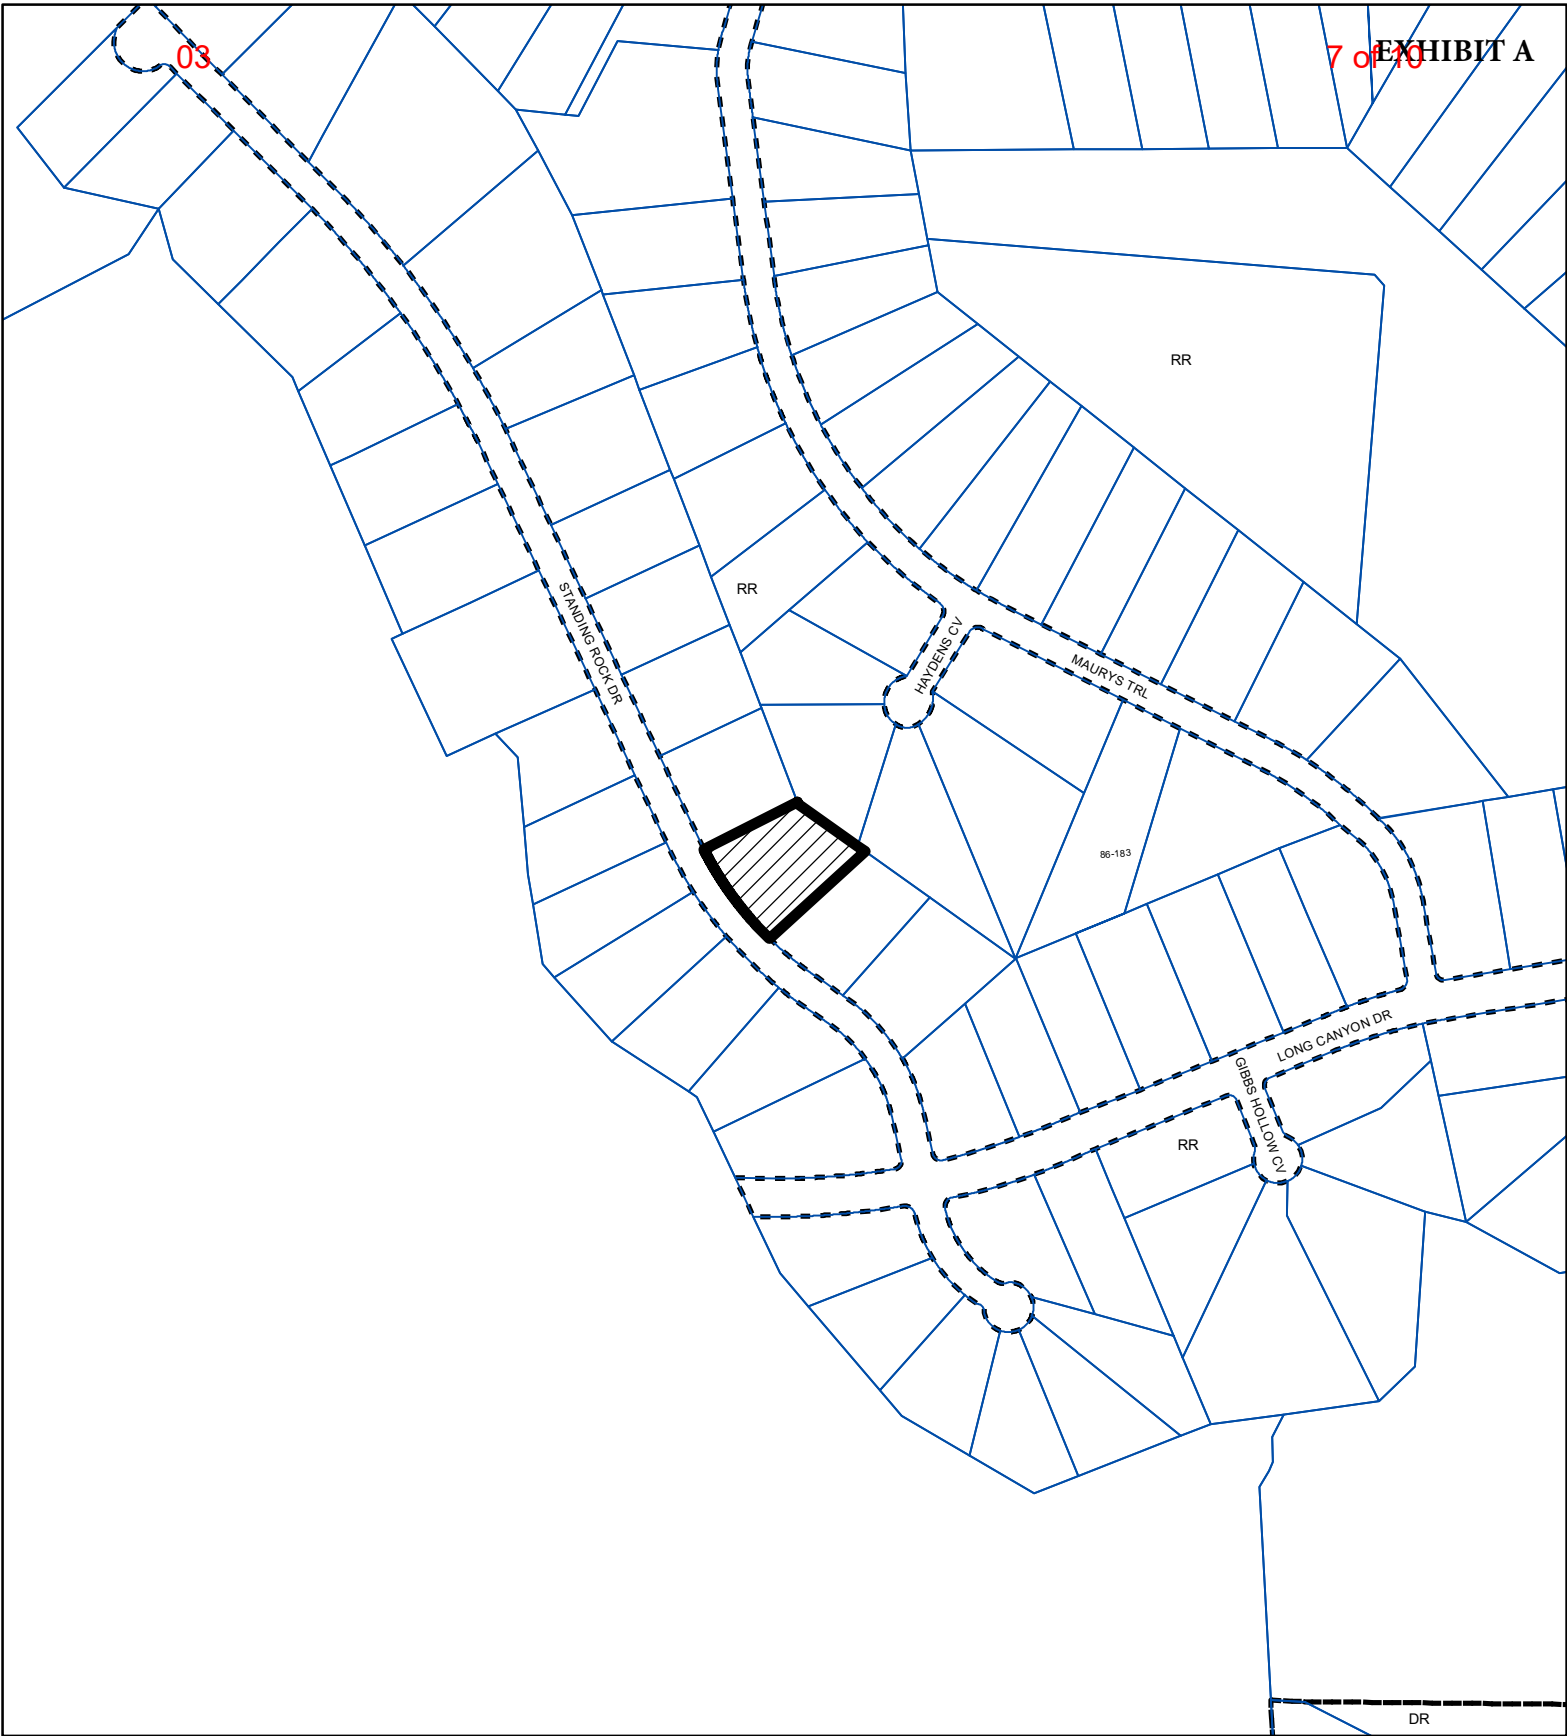 03
7 of 10
EXHIBIT A
RR
RR
STANDING ROCK DR
HAYDENS CV
MAURYS TRL
86-183
LONG CANYON DR
GIBBS HOLLOW CV
RR
DR